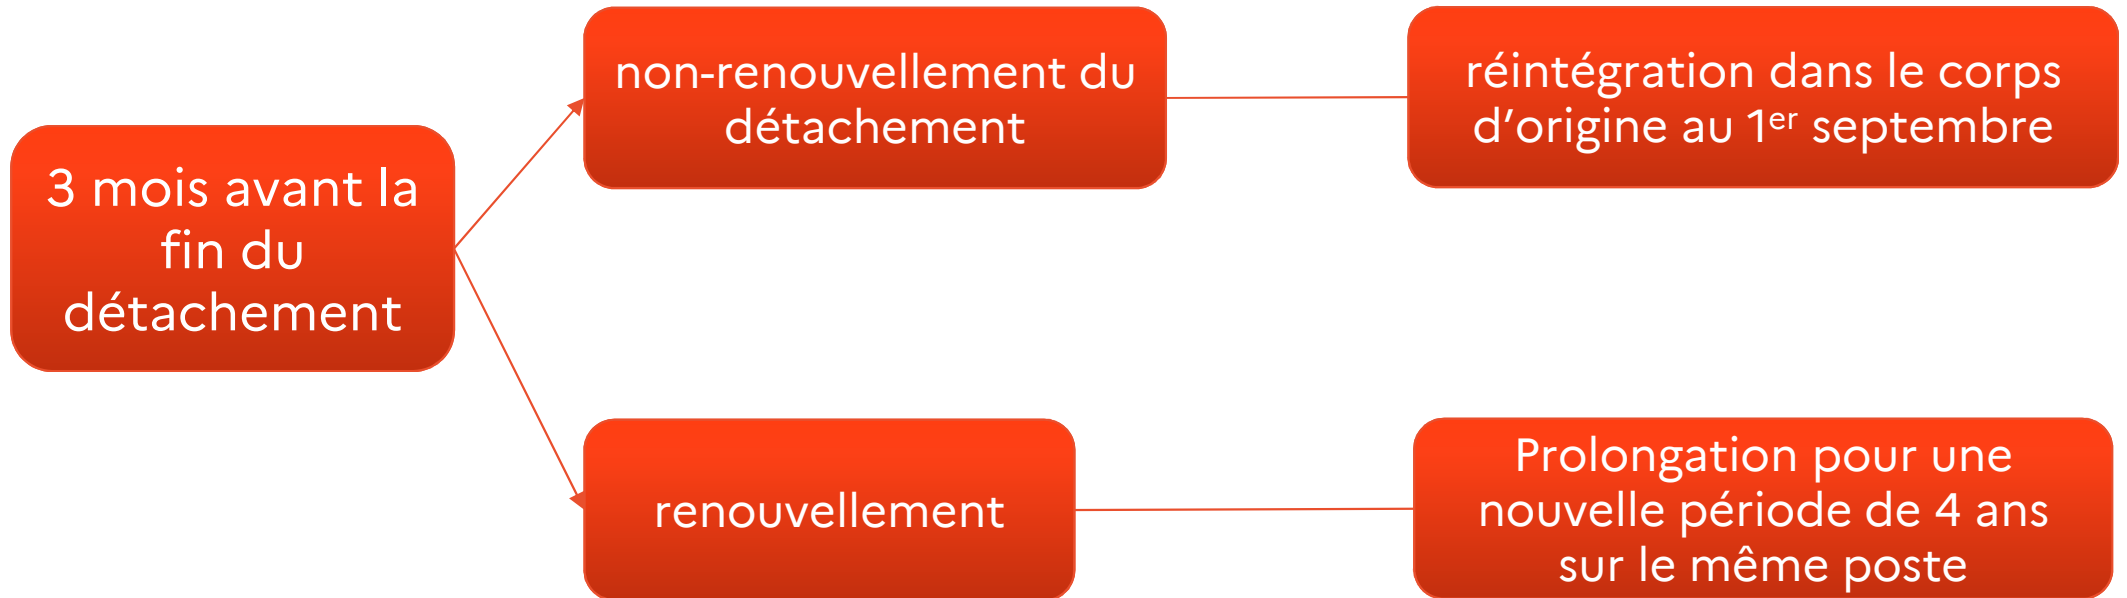 3 mois avant la
fin du
détachement
non-renouvellement du
détachement
réintégration dans le corps
d’origine au 1er septembre
renouvellement
Prolongation pour une
nouvelle période de 4 ans
sur le même poste